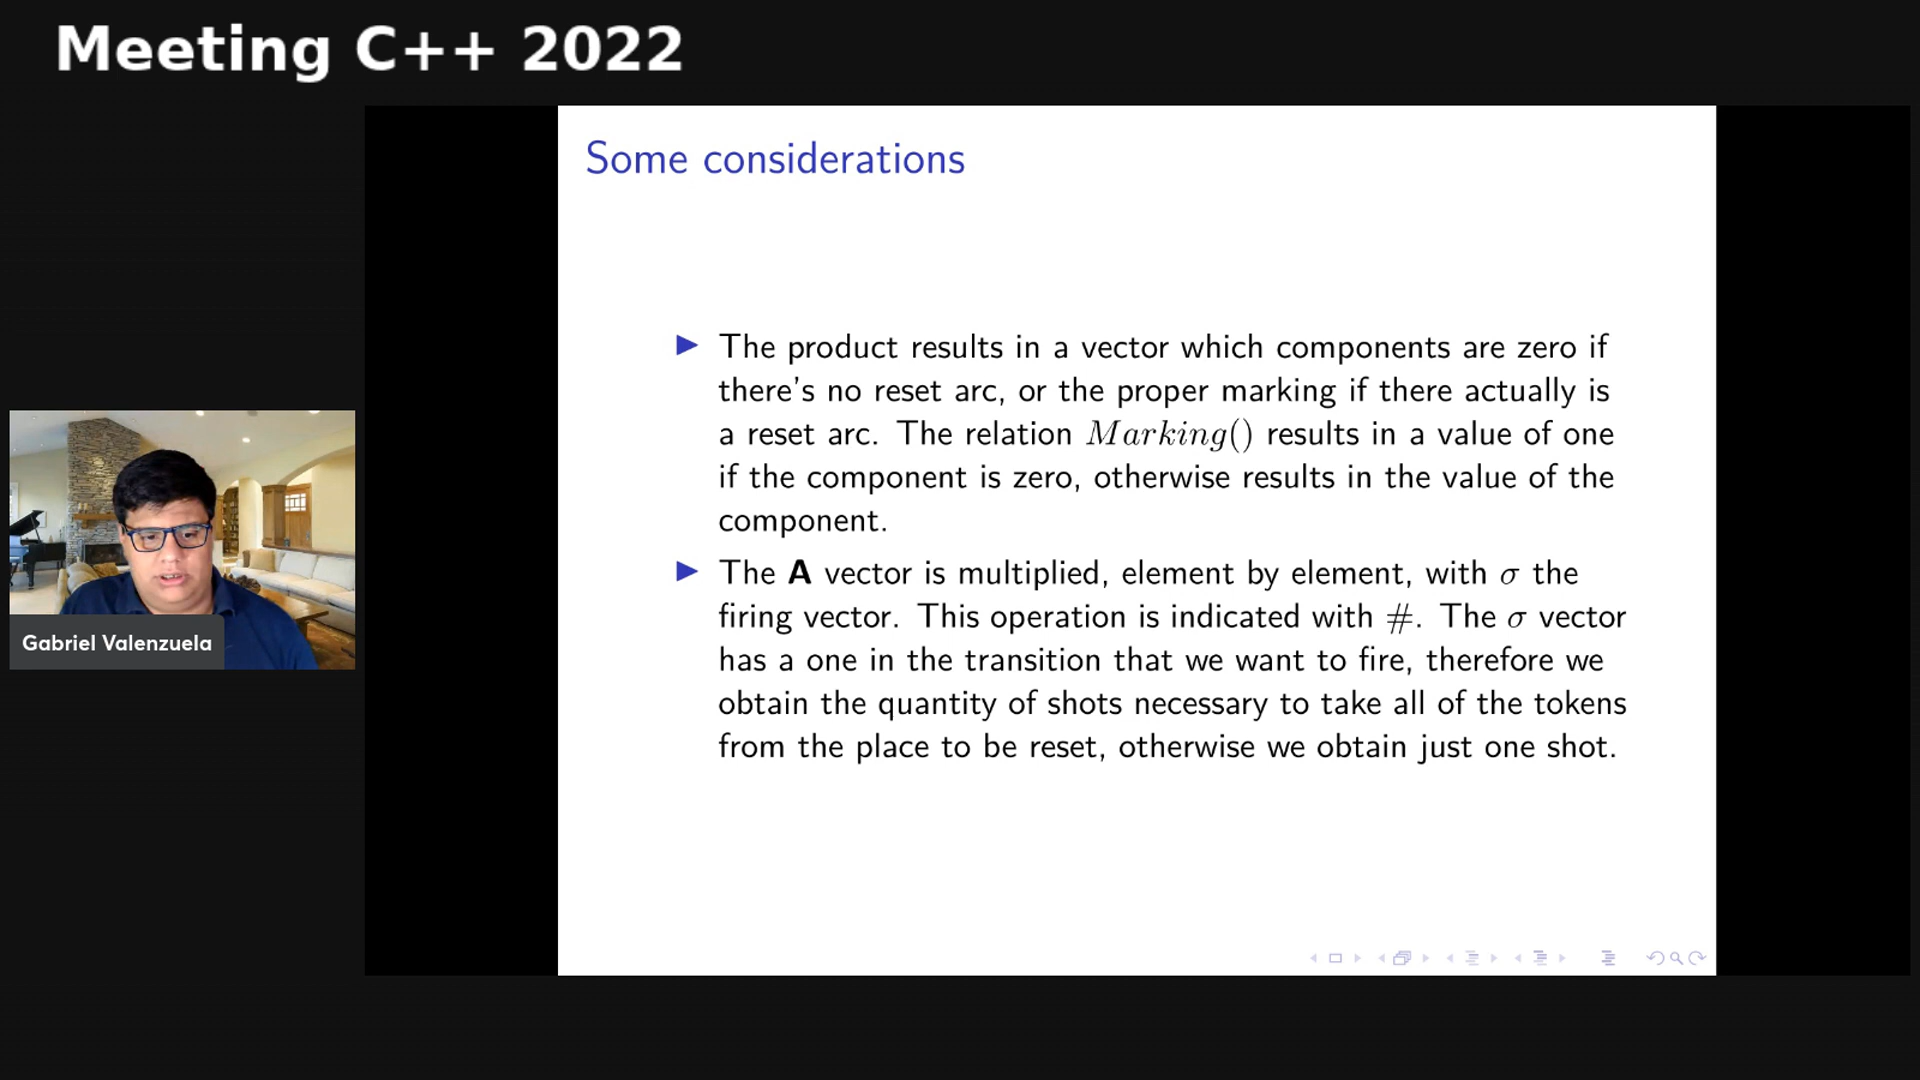 Meeting C++ 2022
Some considerations
▶ The product results in a vector which components are zero if
there's no reset arc, or the proper marking if there actually is
a reset arc. The relation Marking() results in a value of one
if the component is zero, otherwise results in the value of the
component.
▶ The A vector is multiplied, element by element, with σ the
firing vector. This operation is indicated with #. The σ vector
has a one in the transition that we want to fire, therefore we
obtain the quantity of shots necessary to take all of the tokens
from the place to be reset, otherwise we obtain just one shot.
Gabriel Valenzuela